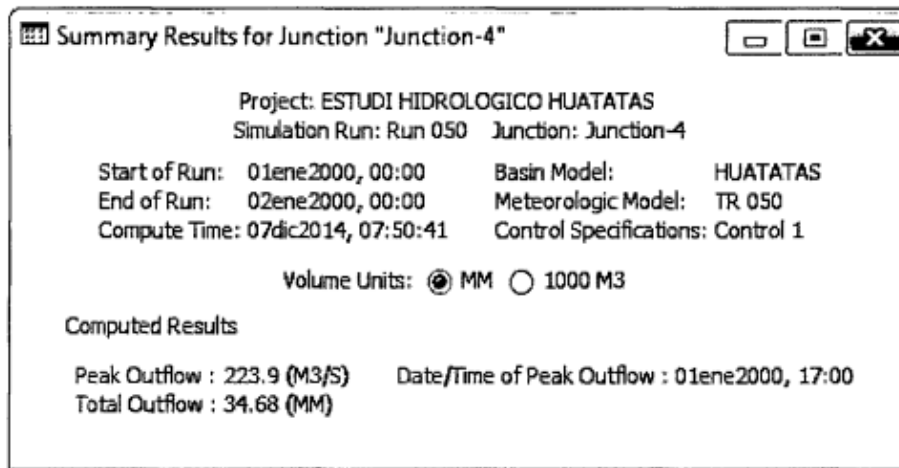 Summary Results for Junction "Junction-4"
Project: ESTUDI HIDROLOGICO HUATATAS
Simulation Run: Run 050 Junction: Junction-4
Start of Run: 01ene2000, 00:00 Basin Model: HUATATAS
End of Run: 02ene2000, 00:00 Meteorologic Model: TR 050
Compute Time: 07dic2014, 07:50:41 Control Specifications: Control 1
Volume Units: MM 1000 M3
Computed Results
Peak Outflow : 223.9 (M3/S) Date/Time of Peak Outflow : 01ene2000, 17:00
Total Outflow : 34.68 (MM)